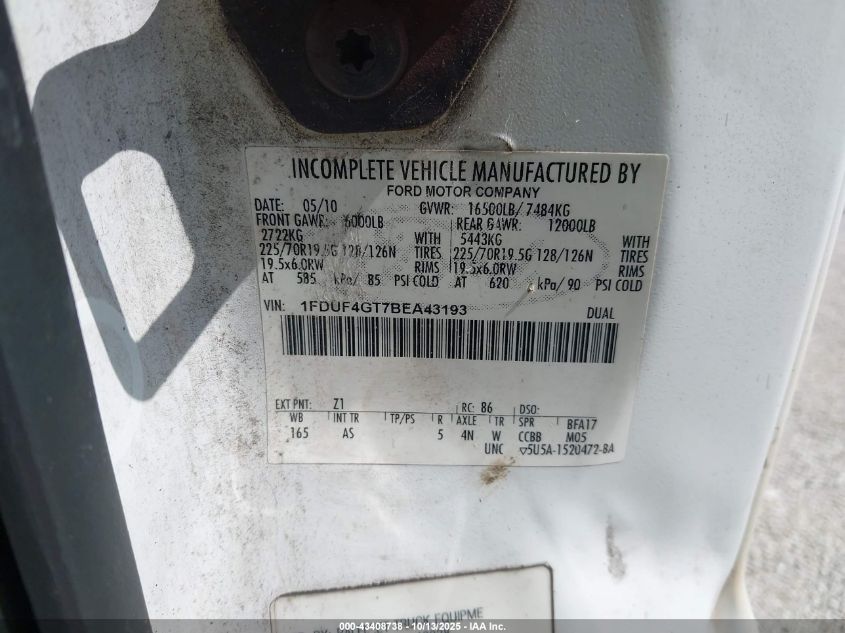 INCOMPLETE VEHICLE MANUFACTURED BY
FORD MOTOR COMPANY
DATE: 05/10 GVWR: 16500LB/ 7484KG
FRONT GAWR: 6000LB REAR GAWR: 12000LB
2722KG WITH 5443KG WITH
225/70R19.5G 128/126N TIRES 225/70R19.5G 128/126N TIRES
19.5x6.0RW RIMS 19.5x6.0RW RIMS
AT 585 kPa/ 85 PSI COLD AT 620 kPa/ 90 PSI COLD
VIN: 1FDUF4GT7BEA43193 DUAL
EXT PNT: Z1 RC: 86 DSO:
WB INT TR TP/PS R AXLE TR SPR BFA17
165 AS 5 4N W CCBB M05
UNC 5U5A-1520472-BA
TRUCK EQUIPME
000-43408738 - 10/13/2025 - IAA Inc.